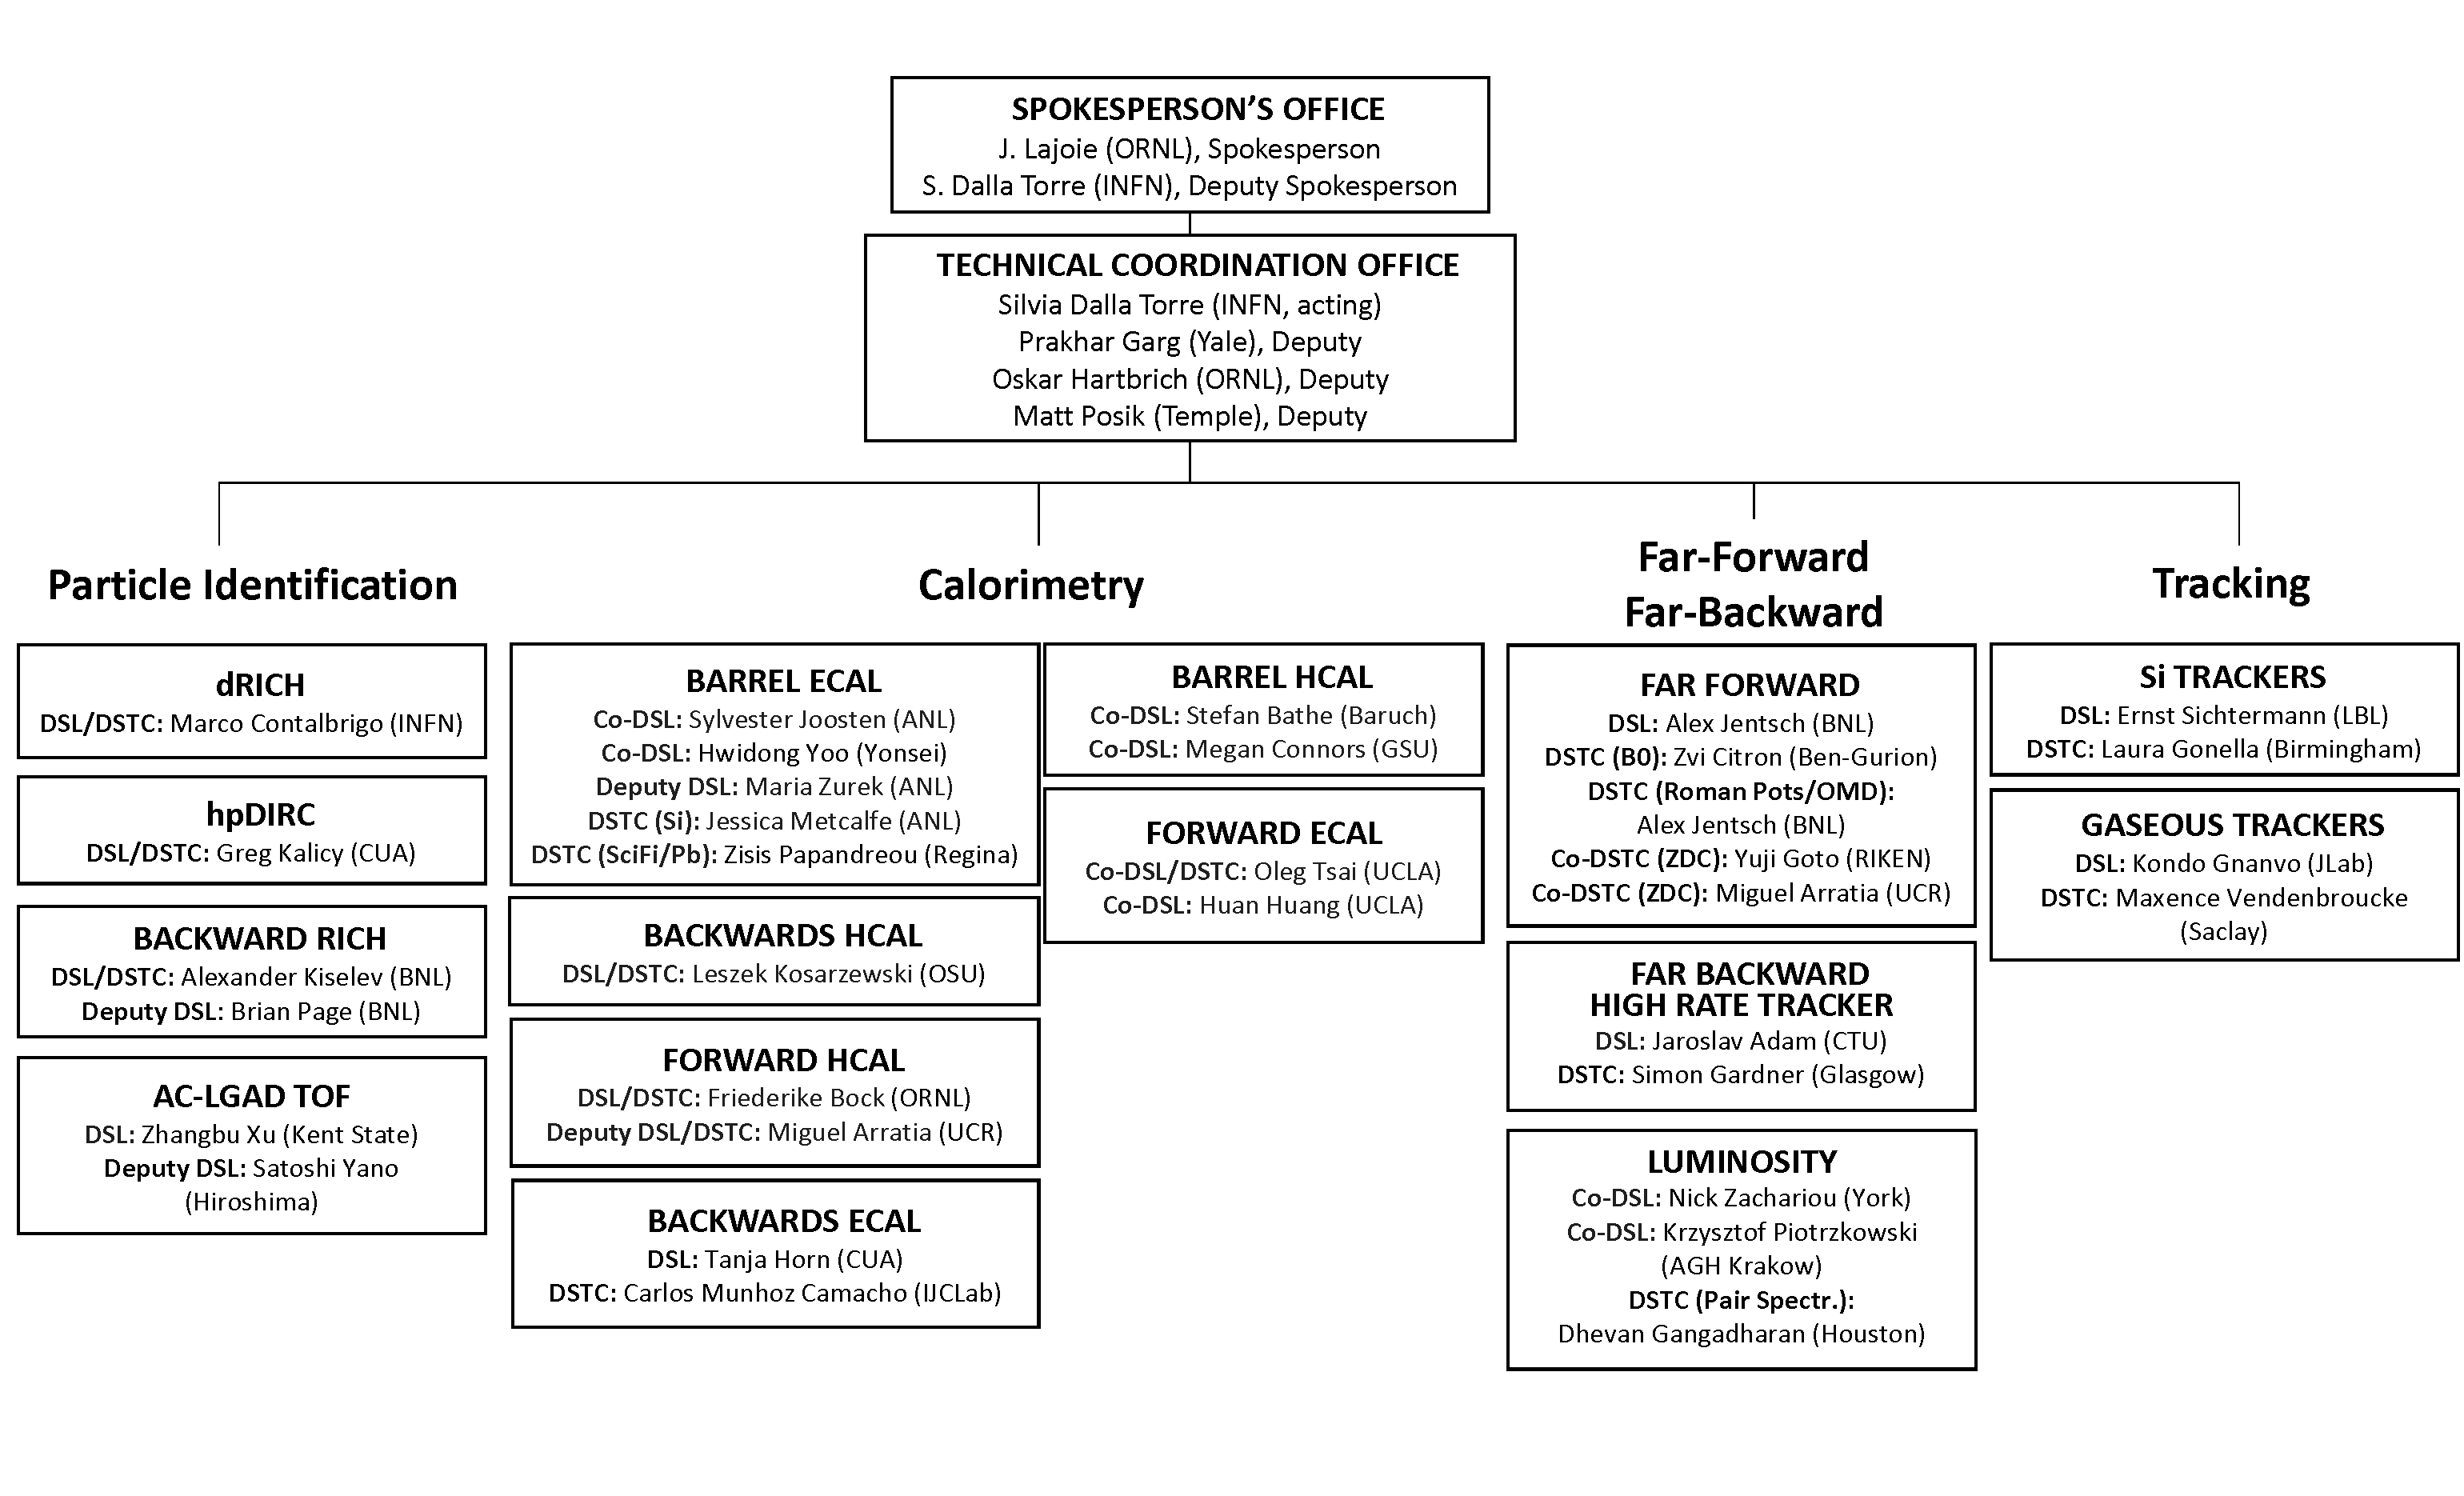 SPOKESPERSON’S OFFICE
J. Lajoie (ORNL), Spokesperson
S. Dalla Torre (INFN), Deputy Spokesperson
TECHNICAL COORDINATION OFFICE
Silvia Dalla Torre (INFN, acting)
Prakhar Garg (Yale), Deputy
Oskar Hartbrich (ORNL), Deputy
Matt Posik (Temple), Deputy
Particle Identification
dRICH
DSL/DSTC: Marco Contalbrigo (INFN)
hpDIRC
DSL/DSTC: Greg Kalicy (CUA)
BACKWARD RICH
DSL/DSTC: Alexander Kiselev (BNL)
Deputy DSL: Brian Page (BNL)
AC-LGAD TOF
DSL: Zhangbu Xu (Kent State)
Deputy DSL: Satoshi Yano
(Hiroshima)
Calorimetry
BARREL ECAL
Co-DSL: Sylvester Joosten (ANL)
Co-DSL: Hwidong Yoo (Yonsei)
Deputy DSL: Maria Zurek (ANL)
DSTC (Si): Jessica Metcalfe (ANL)
DSTC (SciFi/Pb): Zisis Papandreou (Regina)
BACKWARDS HCAL
DSL/DSTC: Leszek Kosarzewski (OSU)
FORWARD HCAL
DSL/DSTC: Friederike Bock (ORNL)
Deputy DSL/DSTC: Miguel Arratia (UCR)
BACKWARDS ECAL
DSL: Tanja Horn (CUA)
DSTC: Carlos Munhoz Camacho (IJCLab)
BARREL HCAL
Co-DSL: Stefan Bathe (Baruch)
Co-DSL: Megan Connors (GSU)
FORWARD ECAL
Co-DSL/DSTC: Oleg Tsai (UCLA)
Co-DSL: Huan Huang (UCLA)
Far-Forward
Far-Backward
FAR FORWARD
DSL: Alex Jentsch (BNL)
DSTC (B0): Zvi Citron (Ben-Gurion)
DSTC (Roman Pots/OMD):
Alex Jentsch (BNL)
Co-DSTC (ZDC): Yuji Goto (RIKEN)
Co-DSTC (ZDC): Miguel Arratia (UCR)
FAR BACKWARD
HIGH RATE TRACKER
DSL: Jaroslav Adam (CTU)
DSTC: Simon Gardner (Glasgow)
LUMINOSITY
Co-DSL: Nick Zachariou (York)
Co-DSL: Krzysztof Piotrzkowski
(AGH Krakow)
DSTC (Pair Spectr.):
Dhevan Gangadharan (Houston)
Tracking
Si TRACKERS
DSL: Ernst Sichtermann (LBL)
DSTC: Laura Gonella (Birmingham)
GASEOUS TRACKERS
DSL: Kondo Gnanvo (JLab)
DSTC: Maxence Vendenbroucke
(Saclay)